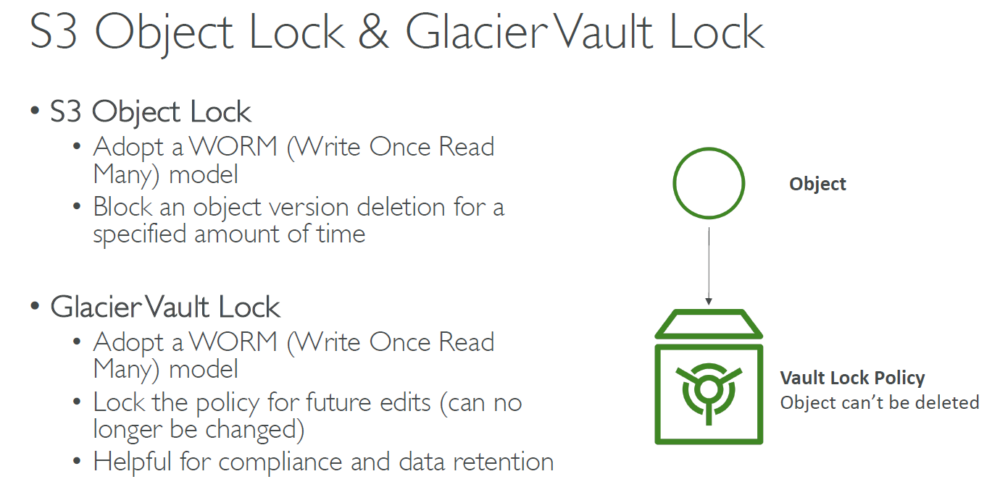 S3 Object Lock & Glacier Vault Lock
• S3 Object Lock
• Adopt a WORM (Write Once Read
Many) model
• Block an object version deletion for a
specified amount of time
• Glacier Vault Lock
• Adopt a WORM (Write Once Read
Many) model
• Lock the policy for future edits (can no
longer be changed)
• Helpful for compliance and data retention
Object
Vault Lock Policy
Object can’t be deleted